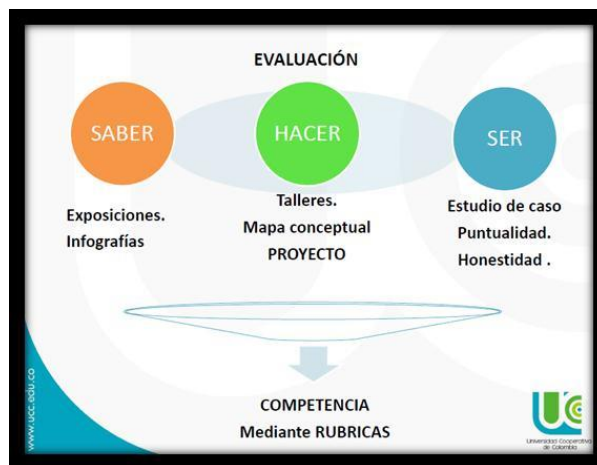 EVALUACIÓN
SABER
HACER
SER
Exposiciones.
Infografías
Talleres.
Mapa conceptual
PROYECTO
Estudio de caso
Puntualidad.
Honestidad .
COMPETENCIA
Mediante RUBRICAS
www.ucc.edu.co
Universidad Cooperativa
de Colombia